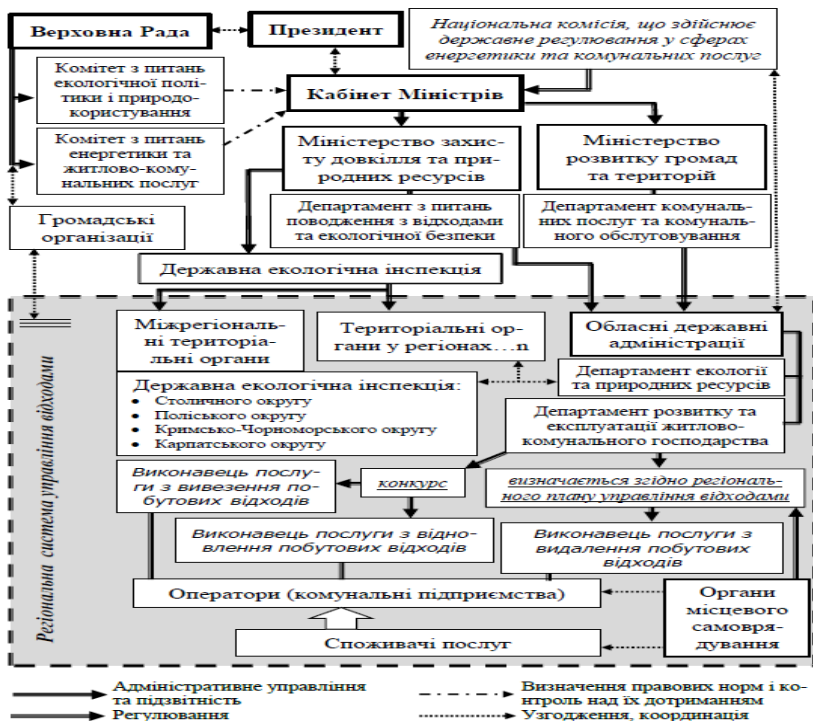 Верховна Рада
Президент
Національна комісія, що здійснює
державне регулювання у сферах
енергетики та комунальних послуг
Комітет з питань
екологічної полі-
тики і природо-
користування
Кабінет Міністрів
Комітет з питань
енергетики та
житлово-кому-
нальних послуг
Міністерство захи-
сту довкілля та при-
родних ресурсів
Міністерство
розвитку громад
та територій
Громадські
організації
Департамент з питань
поводження з відходами
та екологічної безпеки
Департамент комуналь-
них послуг та комуналь-
ного обслуговування
Державна екологічна інспекція
Регіональна система управління відходами
Міжрегіональ-
ні територіа-
льні органи
Територіальні ор-
гани у регіонах…n
Обласні державні
адміністрації
Державна екологічна інспекція:
• Столичного округу
• Поліського округу
• Кримсько-Чорноморського округу
• Карпатського округу
Департамент екології
та природних ресурсів
Департамент розвитку та
експлуатації житлово-
комунального господарства
Виконавець послу-
ги з вивезення по-
бутових відходів
конкурс
визначається згідно регіональ-
ного плану управління відходами
Виконавець послуги з відно-
влення побутових відходів
Виконавець послуги з
видалення побутових
відходів
Оператори (комунальні підприємства)
Органи
місцевого
самовря-
дування
Споживачі послуг
Адміністративне управління
та підзвітність
Регулювання
Визначення правових норм і ко-
нтроль над їх дотриманням
Узгодження, координація